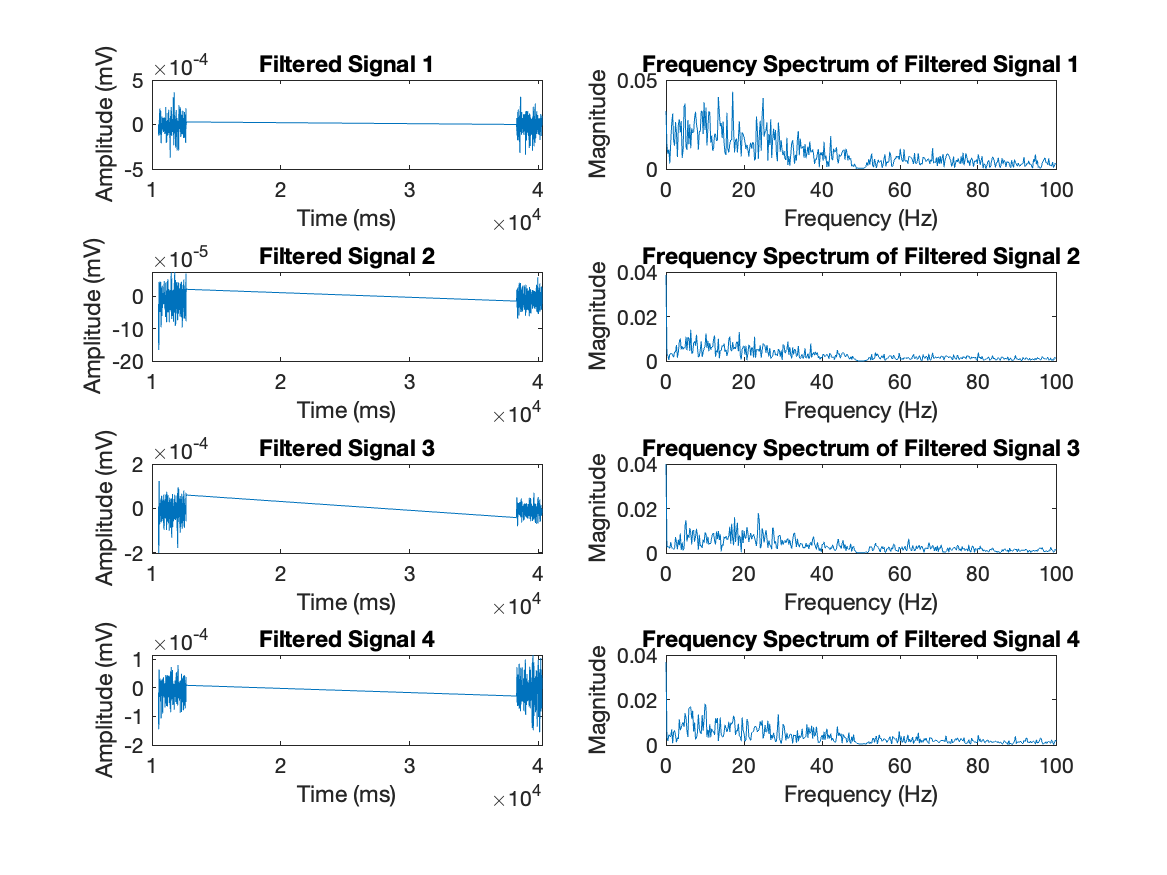 Filtered Signal 1
×10^-4
Amplitude (mV)
5
0
-5
1 2 3 4
Time (ms)
×10^4
Frequency Spectrum of Filtered Signal 1
Magnitude
0.05
0
0 20 40 60 80 100
Frequency (Hz)
Filtered Signal 2
×10^-5
Amplitude (mV)
0
-10
-20
1 2 3 4
Time (ms)
×10^4
Frequency Spectrum of Filtered Signal 2
Magnitude
0.04
0.02
0
0 20 40 60 80 100
Frequency (Hz)
Filtered Signal 3
×10^-4
Amplitude (mV)
2
0
-2
1 2 3 4
Time (ms)
×10^4
Frequency Spectrum of Filtered Signal 3
Magnitude
0.04
0.02
0
0 20 40 60 80 100
Frequency (Hz)
Filtered Signal 4
×10^-4
Amplitude (mV)
1
0
-1
-2
1 2 3 4
Time (ms)
×10^4
Frequency Spectrum of Filtered Signal 4
Magnitude
0.04
0.02
0
0 20 40 60 80 100
Frequency (Hz)